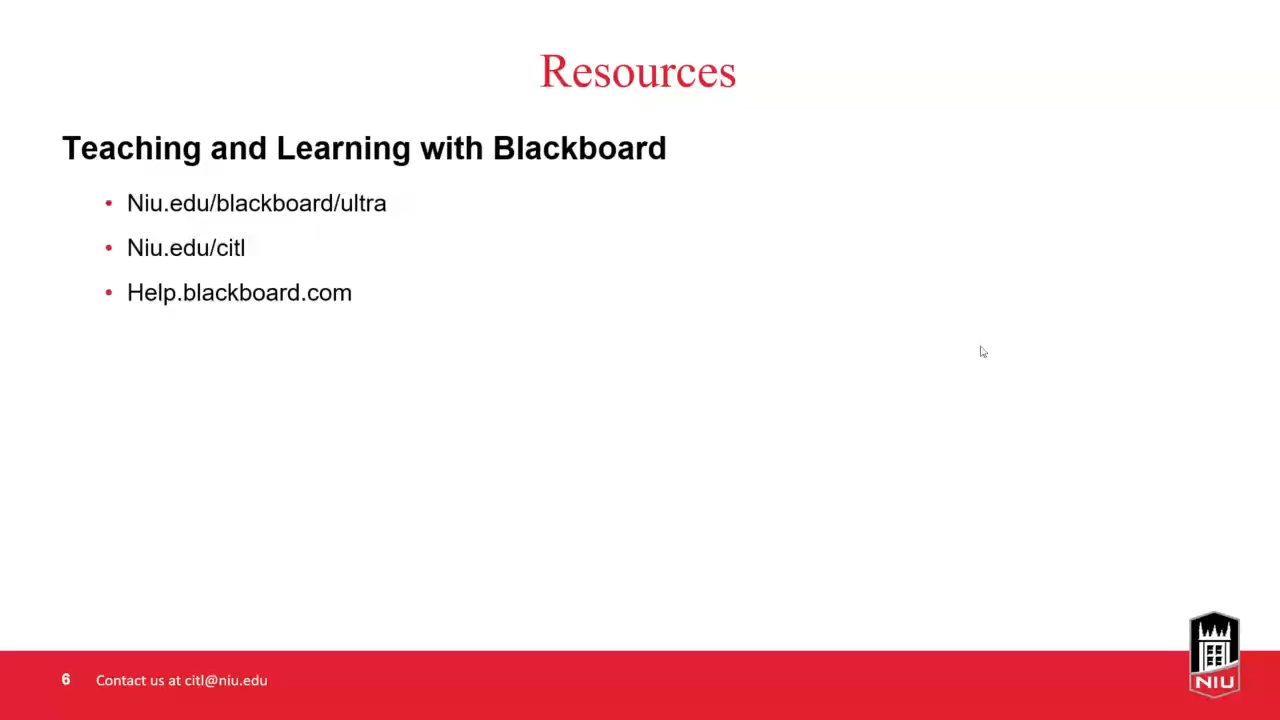 Resources
Teaching and Learning with Blackboard
• Niu.edu/blackboard/ultra
• Niu.edu/citl
• Help.blackboard.com
6 Contact us at citl@niu.edu
NIU